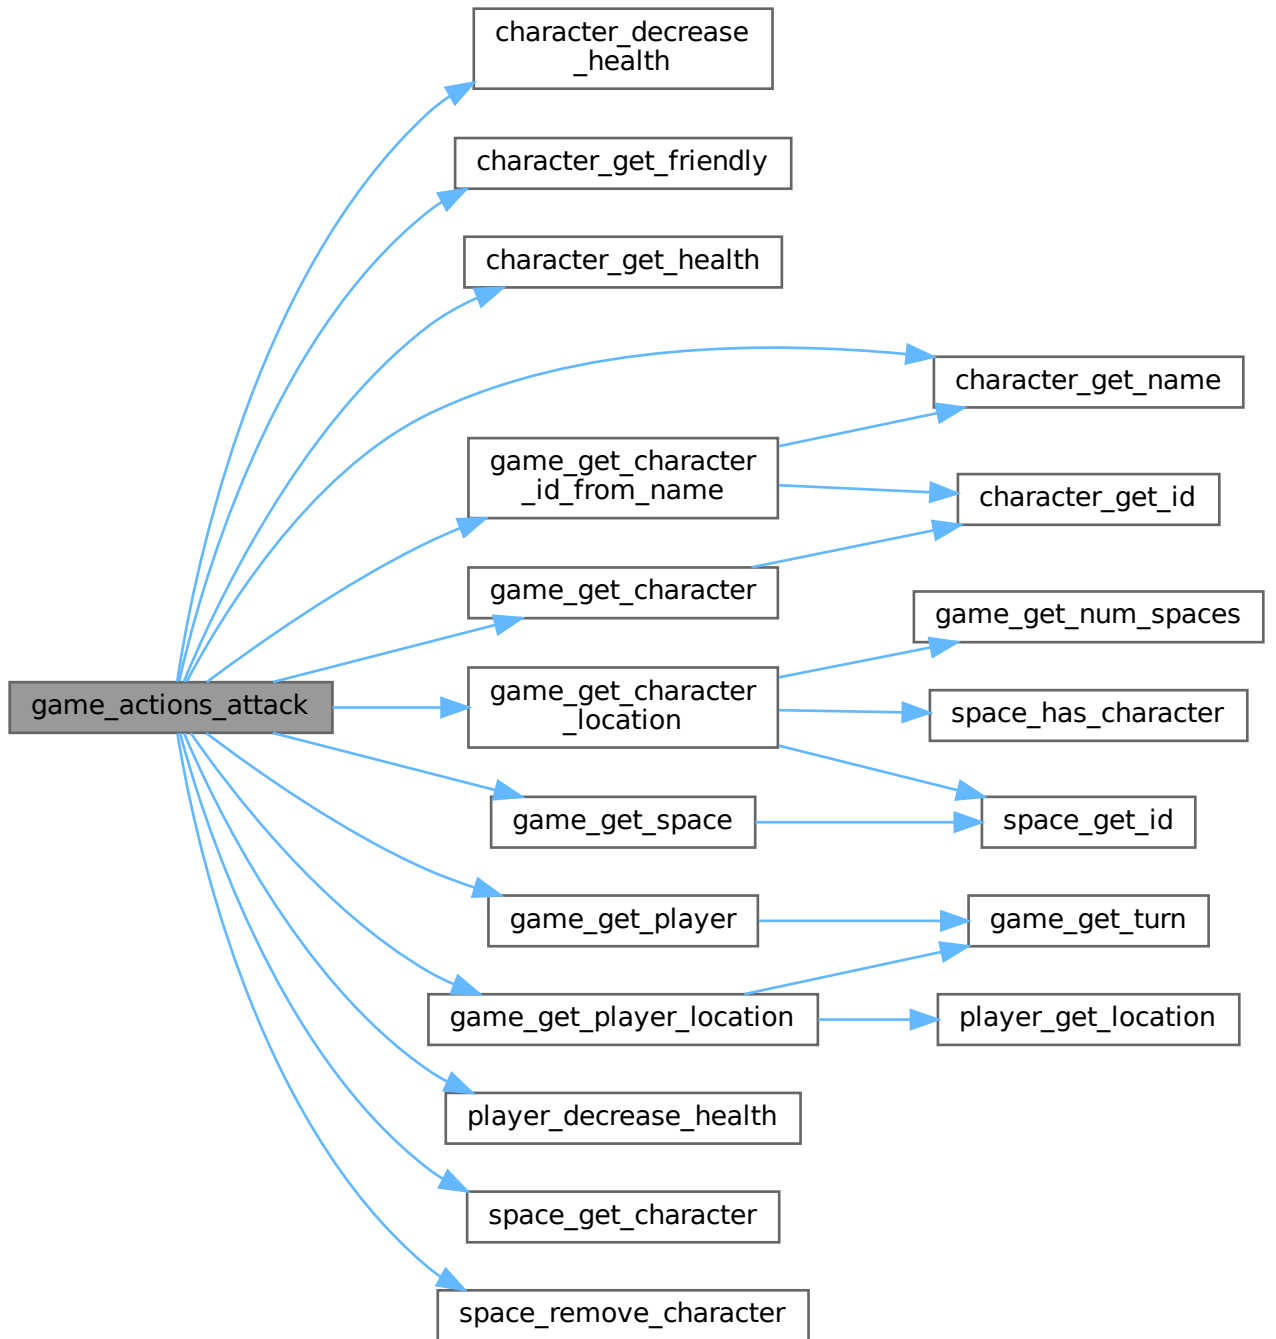 character_decrease
_health
character_get_friendly
character_get_health
character_get_name
game_get_character
_id_from_name
character_get_id
game_get_character
game_get_num_spaces
game_actions_attack
game_get_character
_location
space_has_character
game_get_space
space_get_id
game_get_player
game_get_turn
game_get_player_location
player_get_location
player_decrease_health
space_get_character
space_remove_character